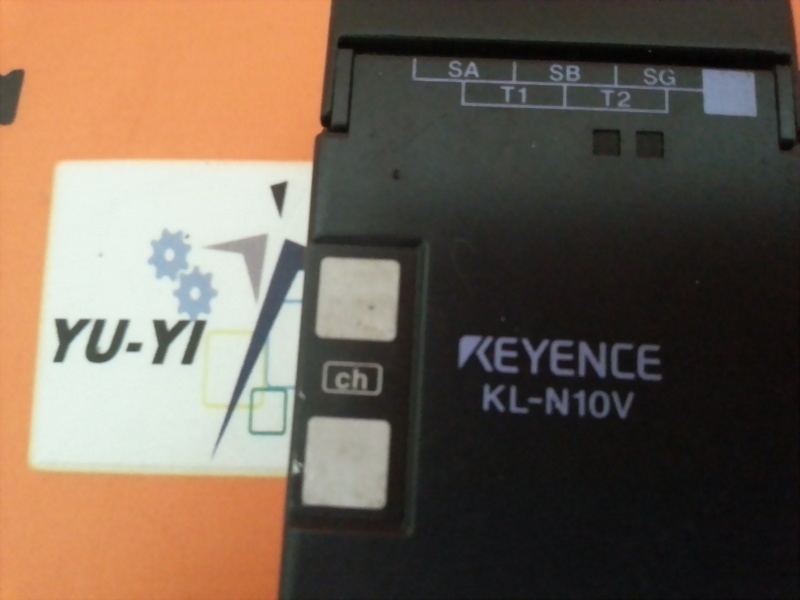 SA SB SG
T1 T2
YU-YI
ch
KEYENCE
KL-N10V